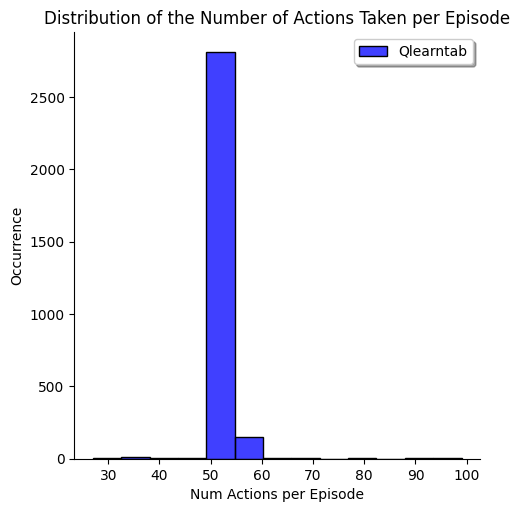 Distribution of the Number of Actions Taken per Episode
Qlearntab
2500
2000
1500
1000
500
0
Occurrence
30 40 50 60 70 80 90 100
Num Actions per Episode